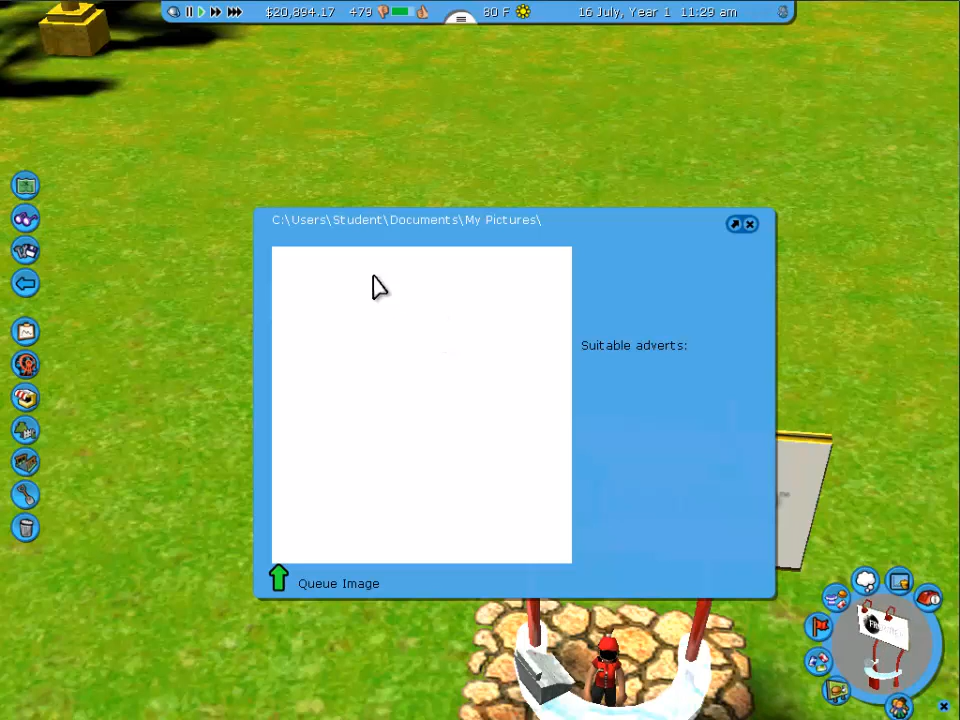 $20,894.17 479 80 F 16 July, Year 1 11:29 am
C:\Users\Student\Documents\My Pictures\
Suitable adverts:
Queue Image